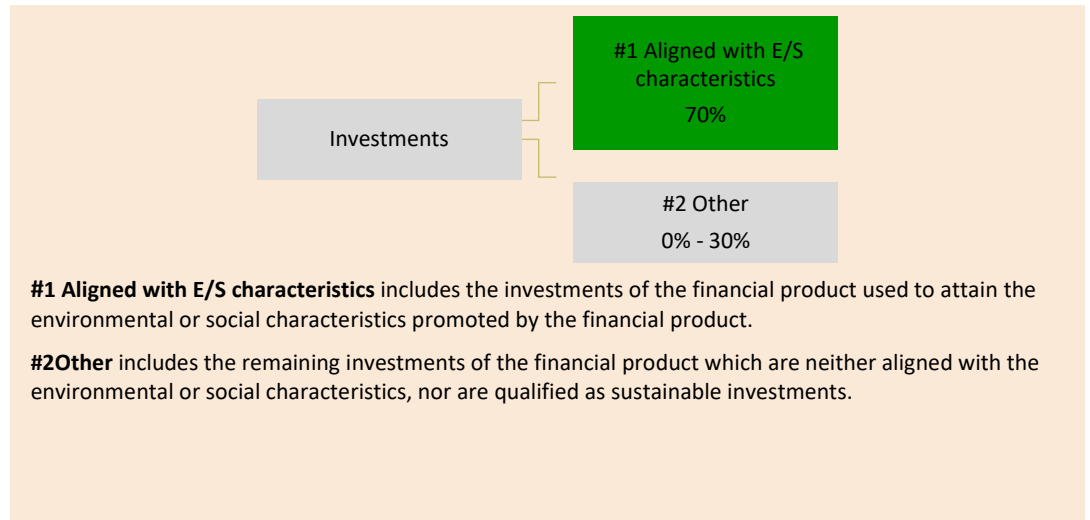 #1 Aligned with E/S
characteristics
70%
Investments
#2 Other
0% - 30%
#1 Aligned with E/S characteristics includes the investments of the financial product used to attain the
environmental or social characteristics promoted by the financial product.
#2Other includes the remaining investments of the financial product which are neither aligned with the
environmental or social characteristics, nor are qualified as sustainable investments.